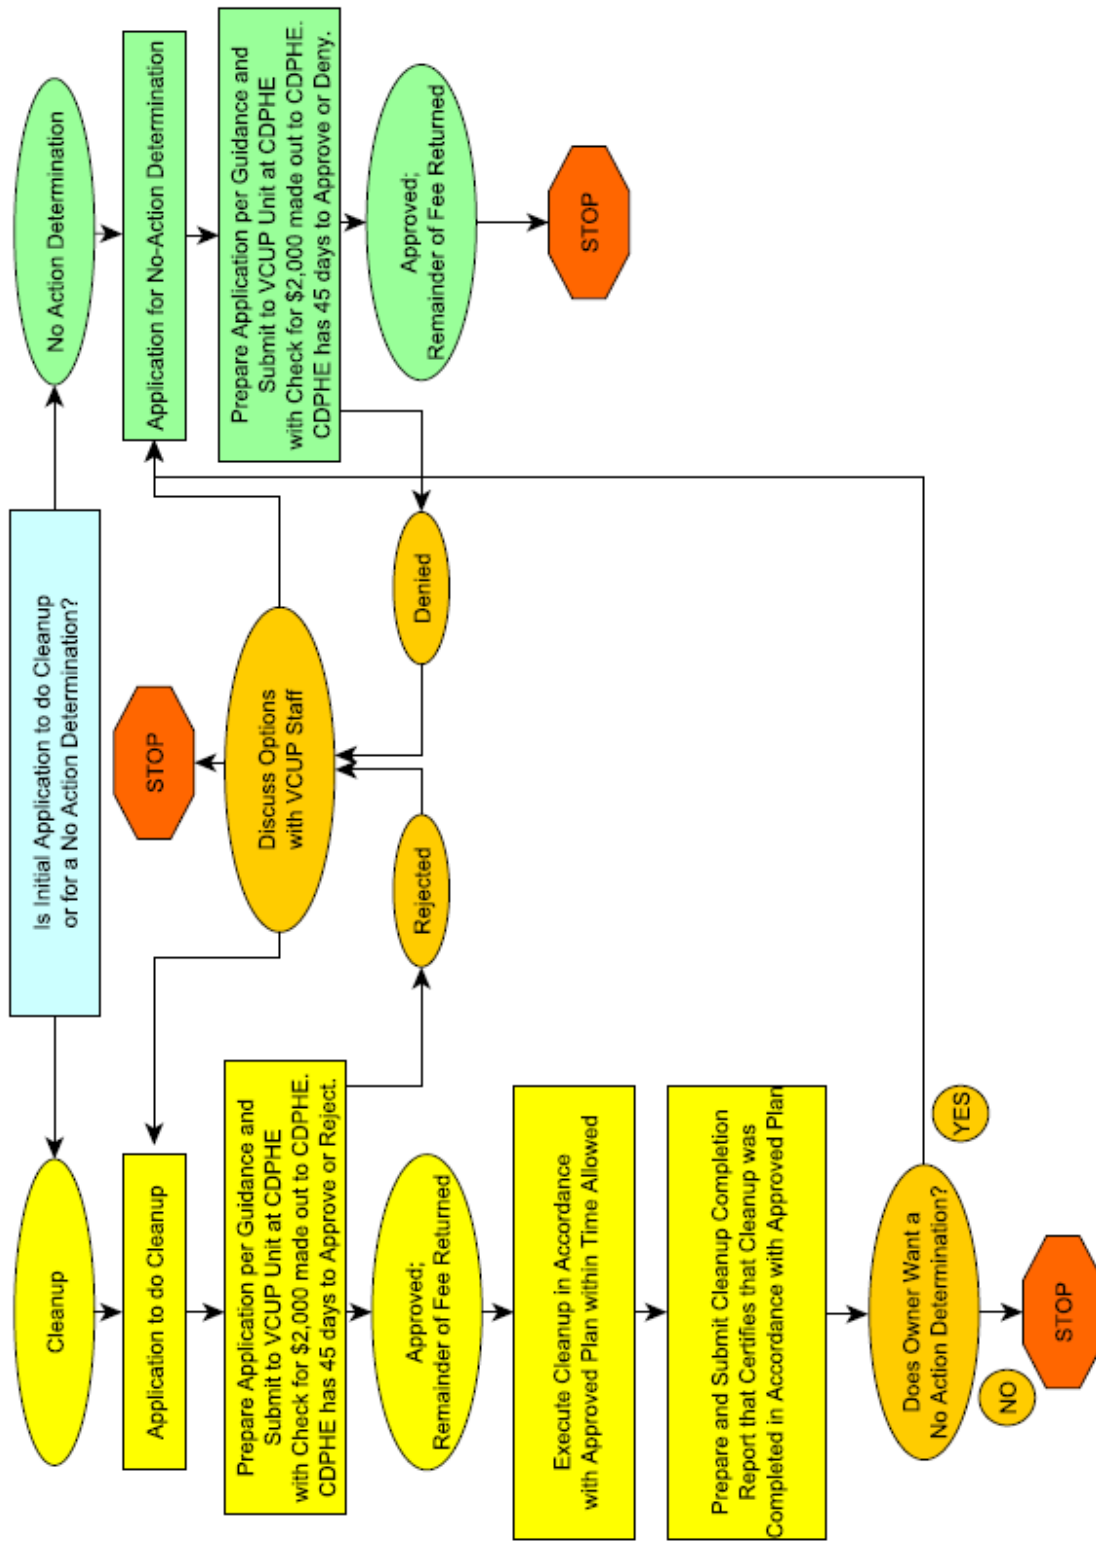 Is Initial Application to do Cleanup
or for a No Action Determination?
Cleanup
No Action Determination
Application to do Cleanup
STOP
Application for No-Action Determination
Prepare Application per Guidance and
Submit to VCUP Unit at CDPHE
with Check for $2,000 made out to CDPHE.
CDPHE has 45 days to Approve or Reject.
Discuss Options
with VCUP Staff
Prepare Application per Guidance and
Submit to VCUP Unit at CDPHE
with Check for $2,000 made out to CDPHE.
CDPHE has 45 days to Approve or Deny.
Approved;
Remainder of Fee Returned
Rejected
Denied
Approved;
Remainder of Fee Returned
Execute Cleanup in Accordance
with Approved Plan within Time Allowed
STOP
Prepare and Submit Cleanup Completion
Report that Certifies that Cleanup was
Completed in Accordance with Approved Plan
Does Owner Want a
No Action Determination?
YES
NO
STOP